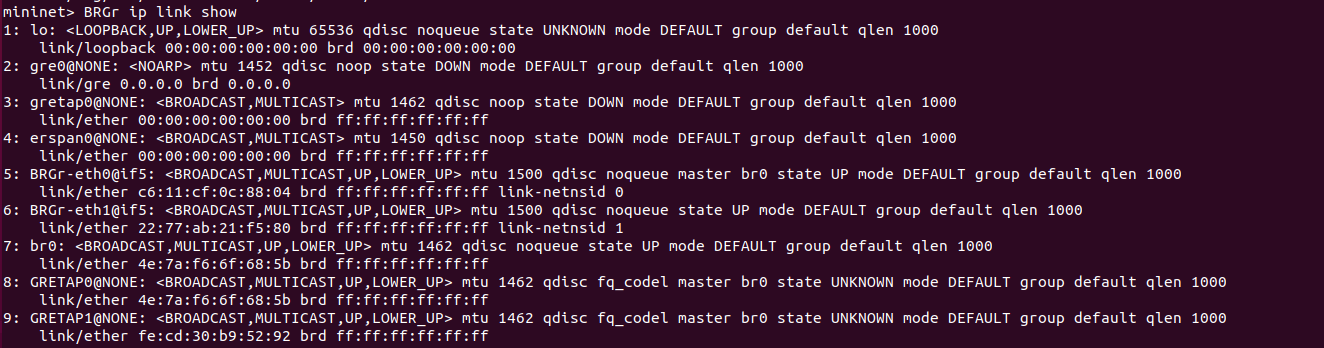 mininet> BRGr ip link show
1: lo: <LOOPBACK,UP,LOWER_UP> mtu 65536 qdisc noqueue state UNKNOWN mode DEFAULT group default qlen 1000
    link/loopback 00:00:00:00:00:00 brd 00:00:00:00:00:00
2: gre0@NONE: <NOARP> mtu 1452 qdisc noop state DOWN mode DEFAULT group default qlen 1000
    link/gre 0.0.0.0 brd 0.0.0.0
3: gretap0@NONE: <BROADCAST,MULTICAST> mtu 1462 qdisc noop state DOWN mode DEFAULT group default qlen 1000
    link/ether 00:00:00:00:00:00 brd ff:ff:ff:ff:ff:ff
4: erspan0@NONE: <BROADCAST,MULTICAST> mtu 1450 qdisc noop state DOWN mode DEFAULT group default qlen 1000
    link/ether 00:00:00:00:00:00 brd ff:ff:ff:ff:ff:ff
5: BRGr-eth0@if5: <BROADCAST,MULTICAST,UP,LOWER_UP> mtu 1500 qdisc noqueue master br0 state UP mode DEFAULT group default qlen 1000
    link/ether c6:11:cf:0c:88:04 brd ff:ff:ff:ff:ff:ff link-netnsid 0
6: BRGr-eth1@if5: <BROADCAST,MULTICAST,UP,LOWER_UP> mtu 1500 qdisc noqueue state UP mode DEFAULT group default qlen 1000
    link/ether 22:77:ab:21:f5:80 brd ff:ff:ff:ff:ff:ff link-netnsid 1
7: br0: <BROADCAST,MULTICAST,UP,LOWER_UP> mtu 1462 qdisc noqueue state UP mode DEFAULT group default qlen 1000
    link/ether 4e:7a:f6:6f:68:5b brd ff:ff:ff:ff:ff:ff
8: GRETAP0@NONE: <BROADCAST,MULTICAST,UP,LOWER_UP> mtu 1462 qdisc fq_codel master br0 state UNKNOWN mode DEFAULT group default qlen 1000
    link/ether 4e:7a:f6:6f:68:5b brd ff:ff:ff:ff:ff:ff
9: GRETAP1@NONE: <BROADCAST,MULTICAST,UP,LOWER_UP> mtu 1462 qdisc fq_codel master br0 state UNKNOWN mode DEFAULT group default qlen 1000
    link/ether fe:cd:30:b9:52:92 brd ff:ff:ff:ff:ff:ff